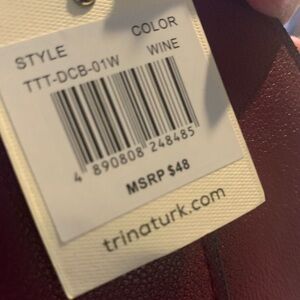 STYLE COLOR
TTT-DCB-01W WINE
4 890808 248485
MSRP $48
trinaturk.com